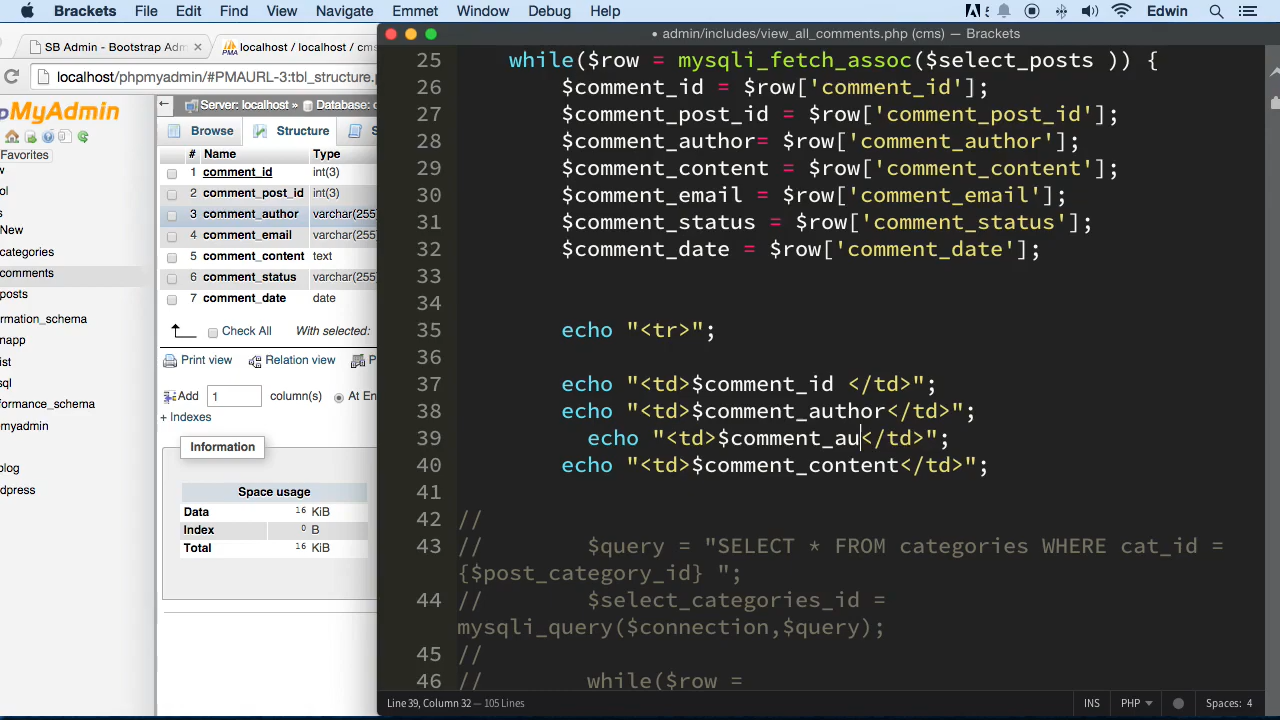 Brackets File Edit Find View Navigate Emmet Window Debug Help Edwin
SB Admin - Bootstrap Adm × localhost / localhost / cms
localhost/phpmyadmin/#PMAURL-3:tbl_structure.p
pMyAdmin
Favorites
New
categories
comments
posts
Server: localhost » Database:
Browse Structure
# Name Type
1 comment_id int(3)
2 comment_post_id int(3)
3 comment_author varchar(255
4 comment_email varchar(255
5 comment_content text
6 comment_status varchar(255
7 comment_date date
Check All With selected:
Print view Relation view
Add 1 column(s) At En
+ Indexes
Information
Space usage
Data 16 KiB
Index 0 B
Total 16 KiB
• admin/includes/view_all_comments.php (cms) — Brackets
25 while($row = mysqli_fetch_assoc($select_posts )) {
26 $comment_id = $row['comment_id'];
27 $comment_post_id = $row['comment_post_id'];
28 $comment_author= $row['comment_author'];
29 $comment_content = $row['comment_content'];
30 $comment_email = $row['comment_email'];
31 $comment_status = $row['comment_status'];
32 $comment_date = $row['comment_date'];
33
34
35 echo "<tr>";
36
37 echo "<td>$comment_id </td>";
38 echo "<td>$comment_author</td>";
39 echo "<td>$comment_au</td>";
40 echo "<td>$comment_content</td>";
41
42 //
43 // $query = "SELECT * FROM categories WHERE cat_id =
{$post_category_id} ";
44 // $select_categories_id =
mysqli_query($connection,$query);
45 //
46 // while($row =
Line 39, Column 32 — 105 Lines INS PHP Spaces: 4